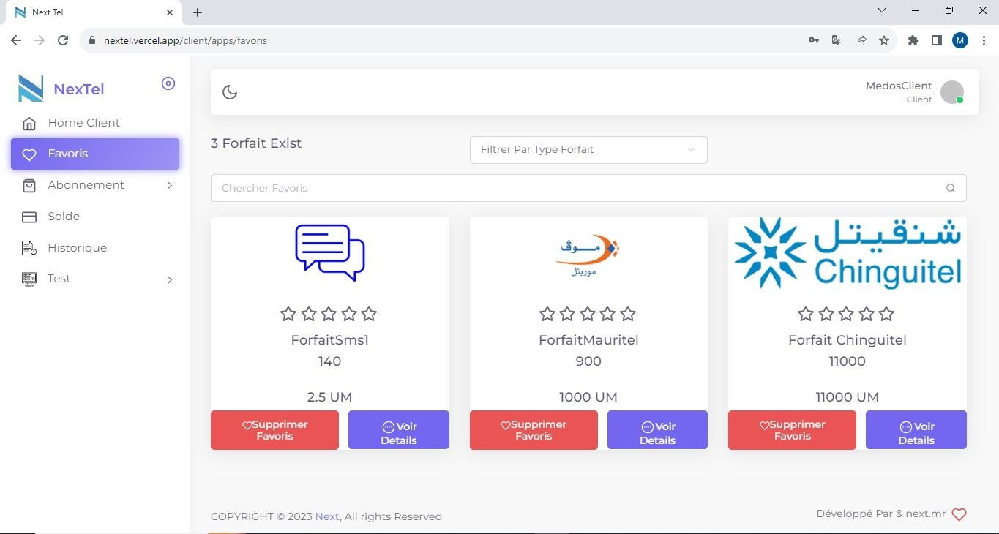 Next Tel
nextel.vercel.app/client/apps/favoris
M
NexTel
Home Client
Favoris
Abonnement
Solde
Historique
Test
MedosClient
Client
3 Forfait Exist
Filtrer Par Type Forfait
Chercher Favoris
ForfaitSms1
140
2.5 UM
Supprimer
Favoris
Voir
Details
موڤ
موريتل
ForfaitMauritel
900
1000 UM
Supprimer
Favoris
Voir
Details
شنقيتل
Chinguitel
Forfait Chinguitel
11000
11000 UM
Supprimer
Favoris
Voir
Details
COPYRIGHT © 2023 Next, All rights Reserved
Développé Par & next.mr